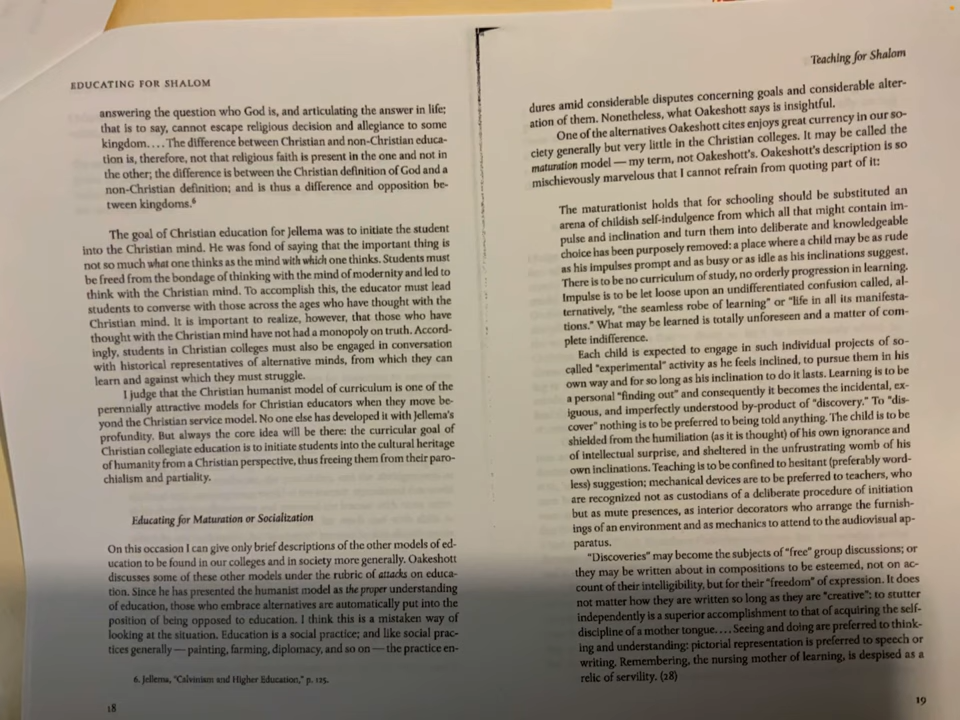 EDUCATING FOR SHALOM
answering the question who God is, and articulating the answer in life;
that is to say, cannot escape religious decision and allegiance to some
kingdom.... The difference between Christian and non-Christian educa-
tion is, therefore, not that religious faith is present in the one and not in
the other; the difference is between the Christian definition of God and a
non-Christian definition; and is thus a difference and opposition be-
tween kingdoms.⁶
The goal of Christian education for Jellema was to initiate the student
into the Christian mind. He was fond of saying that the important thing is
not so much what one thinks as the mind with which one thinks. Students must
be freed from the bondage of thinking with the mind of modernity and led to
think with the Christian mind. To accomplish this, the educator must lead
students to converse with those across the ages who have thought with the
Christian mind. It is important to realize, however, that those who have
thought with the Christian mind have not had a monopoly on truth. Accord-
ingly, students in Christian colleges must also be engaged in conversation
with historical representatives of alternative minds, from which they can
learn and against which they must struggle.
I judge that the Christian humanist model of curriculum is one of the
perennially attractive models for Christian educators when they move be-
yond the Christian service model. No one else has developed it with Jellema's
profundity. But always the core idea will be there: the curricular goal of
Christian collegiate education is to initiate students into the cultural heritage
of humanity from a Christian perspective, thus freeing them from their paro-
chialism and partiality.
Educating for Maturation or Socialization
On this occasion I can give only brief descriptions of the other models of ed-
ucation to be found in our colleges and in society more generally. Oakeshott
discusses some of these other models under the rubric of attacks on educa-
tion. Since he has presented the humanist model as the proper understanding
of education, those who embrace alternatives are automatically put into the
position of being opposed to education. I think this is a mistaken way of
looking at the situation. Education is a social practice; and like social prac-
tices generally — painting, farming, diplomacy, and so on — the practice en-
6. Jellema, "Calvinism and Higher Education," p. 125.
18
Teaching for Shalom
dures amid considerable disputes concerning goals and considerable alter-
ation of them. Nonetheless, what Oakeshott says is insightful.
One of the alternatives Oakeshott cites enjoys great currency in our so-
ciety generally but very little in the Christian colleges. It may be called the
maturation model — my term, not Oakeshott's. Oakeshott's description is so
mischievously marvelous that I cannot refrain from quoting part of it:
The maturationist holds that for schooling should be substituted an
arena of childish self-indulgence from which all that might contain im-
pulse and inclination and turn them into deliberate and knowledgeable
choice has been purposely removed: a place where a child may be as rude
as his impulses prompt and as busy or as idle as his inclinations suggest.
There is to be no curriculum of study, no orderly progression in learning.
Impulse is to be let loose upon an undifferentiated confusion called, al-
ternatively, "the seamless robe of learning" or "life in all its manifesta-
tions." What may be learned is totally unforeseen and a matter of com-
plete indifference.
Each child is expected to engage in such individual projects of so-
called "experimental" activity as he feels inclined, to pursue them in his
own way and for so long as his inclination to do it lasts. Learning is to be
a personal "finding out" and consequently it becomes the incidental, ex-
iguous, and imperfectly understood by-product of "discovery." To "dis-
cover" nothing is to be preferred to being told anything. The child is to be
shielded from the humiliation (as it is thought) of his own ignorance and
of intellectual surprise, and sheltered in the unfrustrating womb of his
own inclinations. Teaching is to be confined to hesitant (preferably word-
less) suggestion; mechanical devices are to be preferred to teachers, who
are recognized not as custodians of a deliberate procedure of initiation
but as mute presences, as interior decorators who arrange the furnish-
ings of an environment and as mechanics to attend to the audiovisual ap-
paratus.
"Discoveries" may become the subjects of "free" group discussions; or
they may be written about in compositions to be esteemed, not on ac-
count of their intelligibility, but for their "freedom" of expression. It does
not matter how they are written so long as they are "creative": to stutter
independently is a superior accomplishment to that of acquiring the self-
discipline of a mother tongue.... Seeing and doing are preferred to think-
ing and understanding: pictorial representation is preferred to speech or
writing. Remembering, the nursing mother of learning, is despised as a
relic of servility. (28)
19